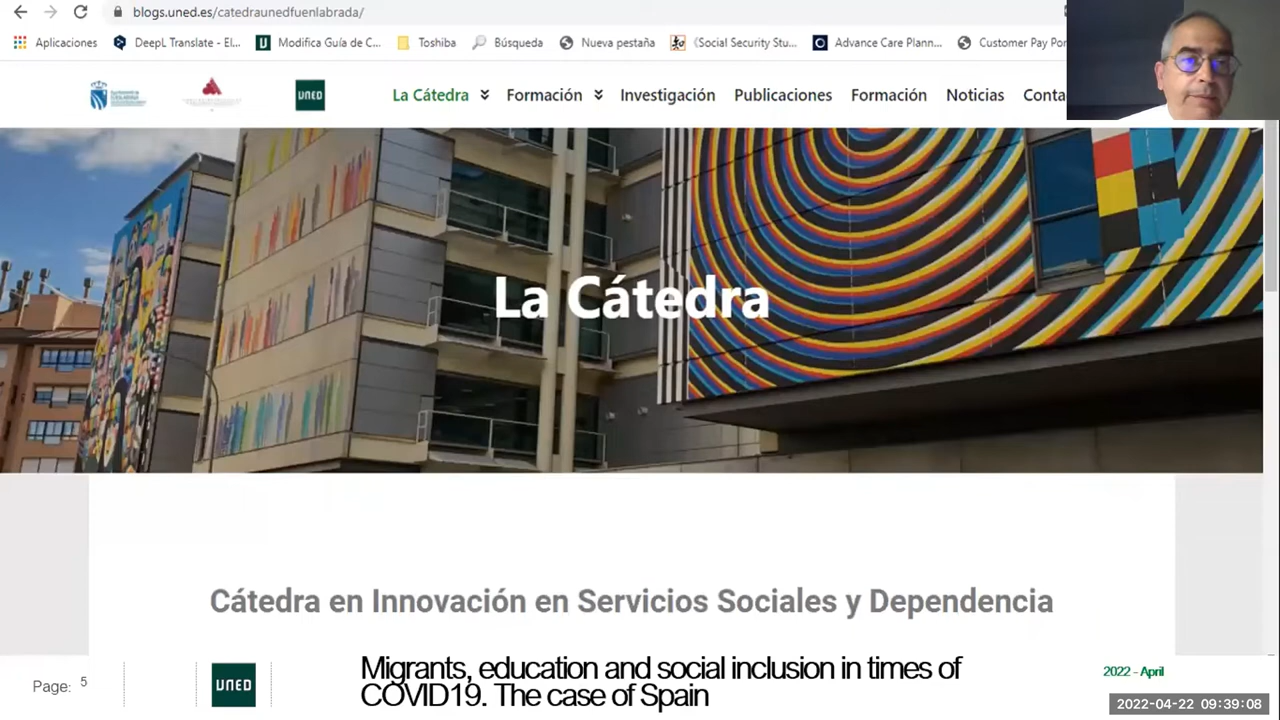 blogs.uned.es/catedraunedfuenlabrada/
Aplicaciones DeepL Translate - El... Modifica Guía de C... Toshiba Búsqueda Nueva pestaña (Social Security Stu... Advance Care Plann... Customer Pay Por
UNED La Cátedra Formación Investigación Publicaciones Formación Noticias Conta
La Cátedra
Cátedra en Innovación en Servicios Sociales y Dependencia
Page: 5
UNED
Migrants, education and social inclusion in times of
COVID19. The case of Spain
2022 - April
2022-04-22 09:39:08